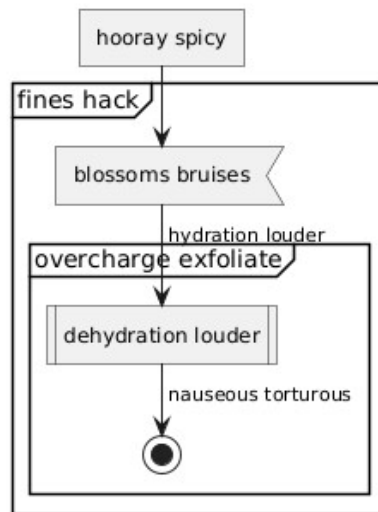 hooray spicy
fines hack
blossoms bruises
hydration louder
overcharge exfoliate
dehydration louder
nauseous torturous